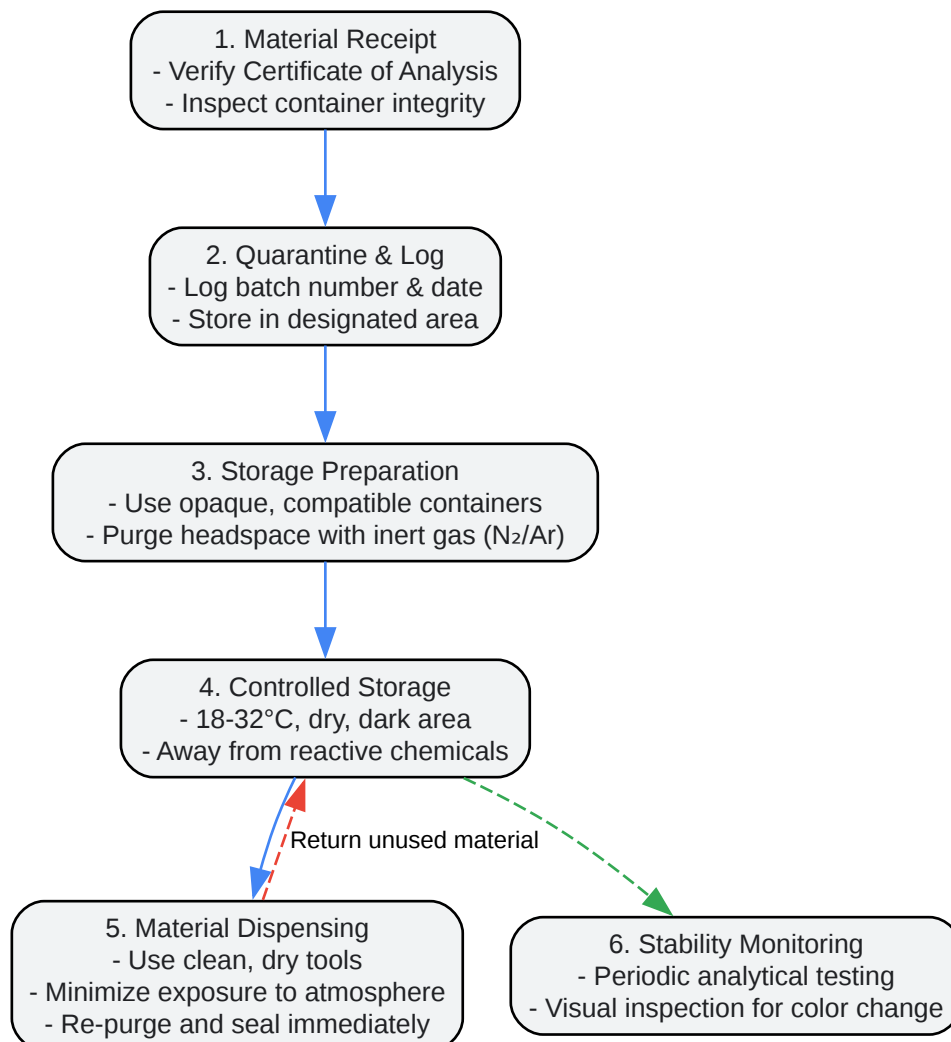 1. Material Receipt
- Verify Certificate of Analysis
- Inspect container integrity
2. Quarantine & Log
- Log batch number & date
- Store in designated area
3. Storage Preparation
- Use opaque, compatible containers
- Purge headspace with inert gas (N₂/Ar)
4. Controlled Storage
- 18-32°C, dry, dark area
- Away from reactive chemicals
Return unused material
5. Material Dispensing
- Use clean, dry tools
- Minimize exposure to atmosphere
- Re-purge and seal immediately
6. Stability Monitoring
- Periodic analytical testing
- Visual inspection for color change